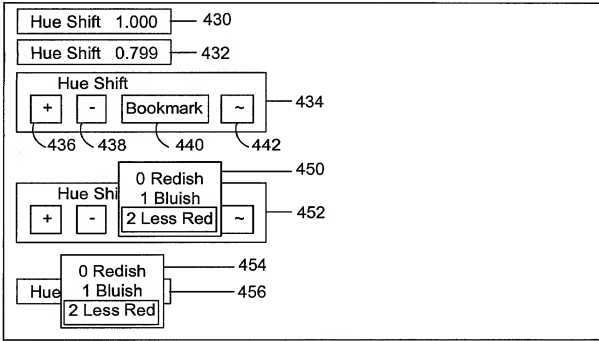 Hue Shift 1.000 430
Hue Shift 0.799 432
Hue Shift
+ - Bookmark ~ 434
436 438 440 442
0 Redish 450
Hue Shi 1 Bluish
+ - 2 Less Red ~ 452
0 Redish 454
Hue 1 Bluish 456
2 Less Red